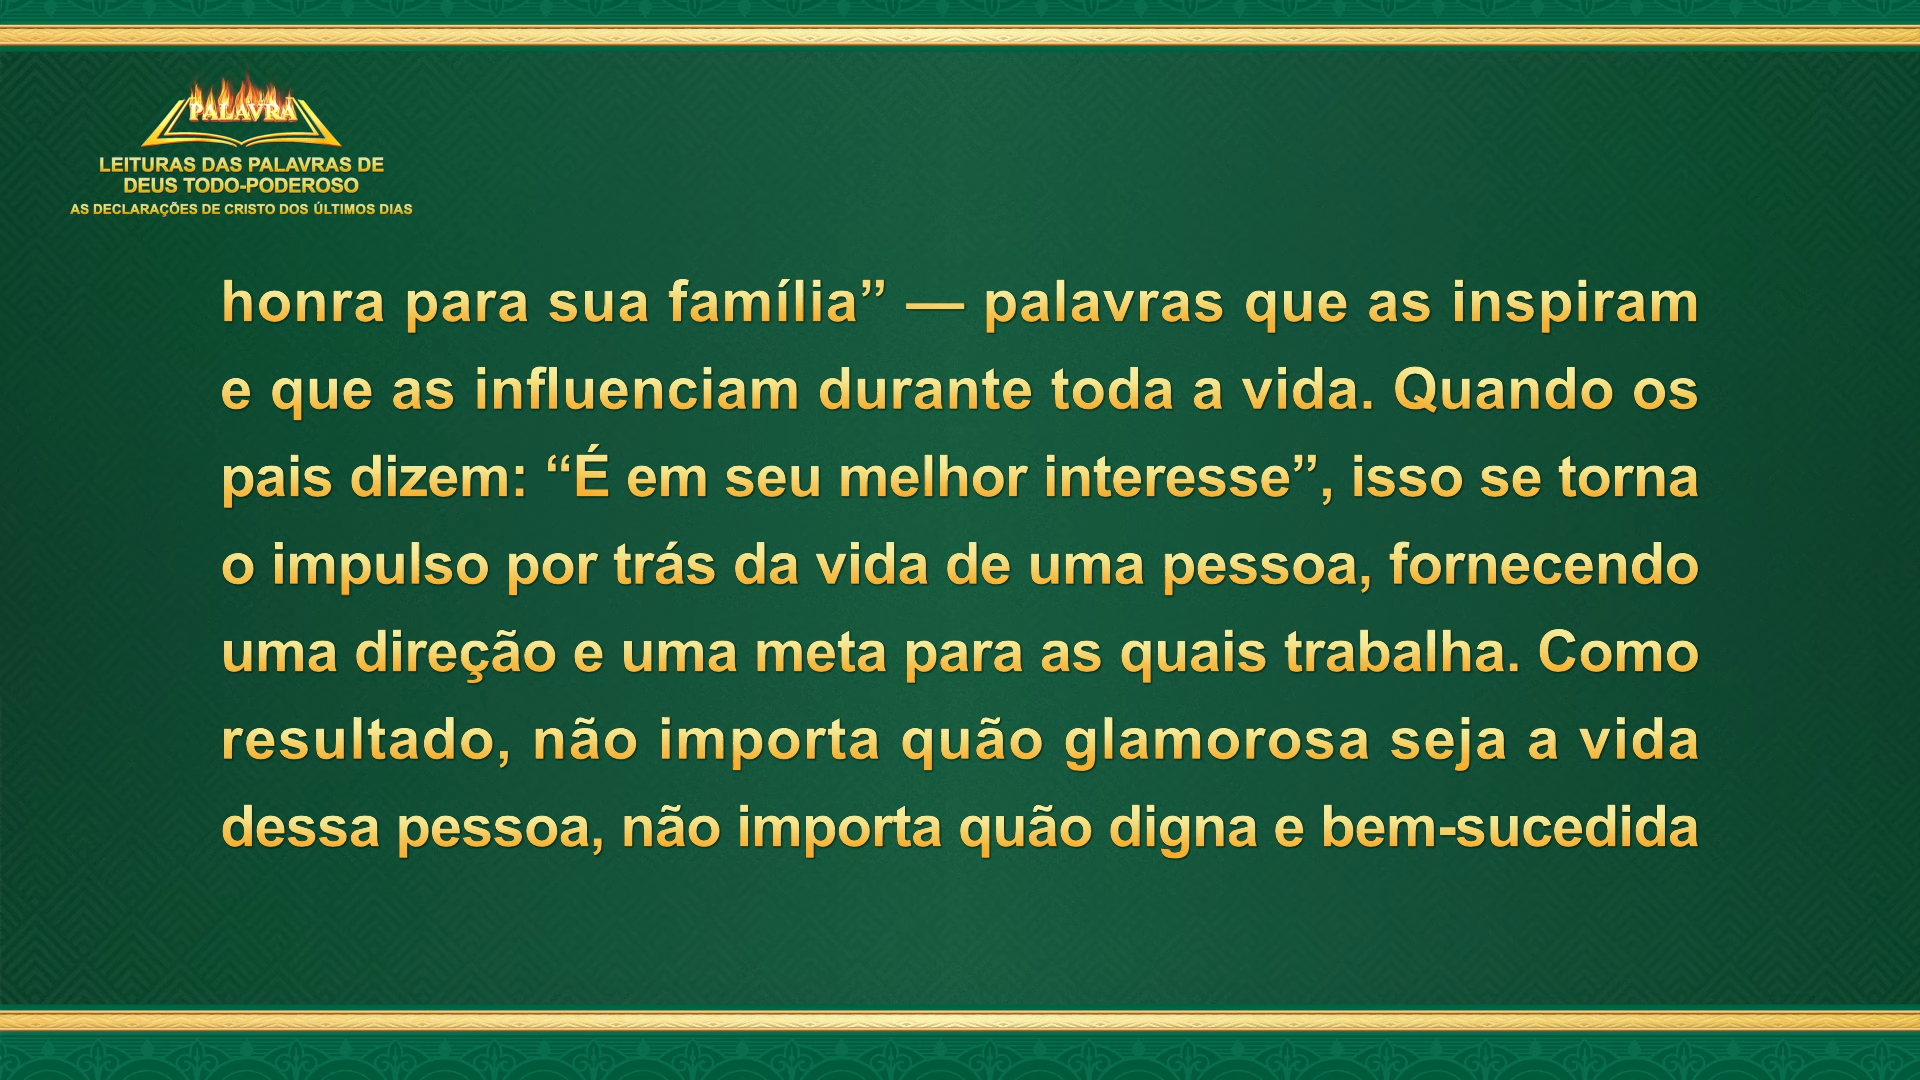 PALAVRA
LEITURAS DAS PALAVRAS DE
DEUS TODO-PODEROSO
AS DECLARAÇÕES DE CRISTO DOS ÚLTIMOS DIAS
honra para sua família” — palavras que as inspiram
e que as influenciam durante toda a vida. Quando os
pais dizem: “É em seu melhor interesse”, isso se torna
o impulso por trás da vida de uma pessoa, fornecendo
uma direção e uma meta para as quais trabalha. Como
resultado, não importa quão glamorosa seja a vida
dessa pessoa, não importa quão digna e bem-sucedida